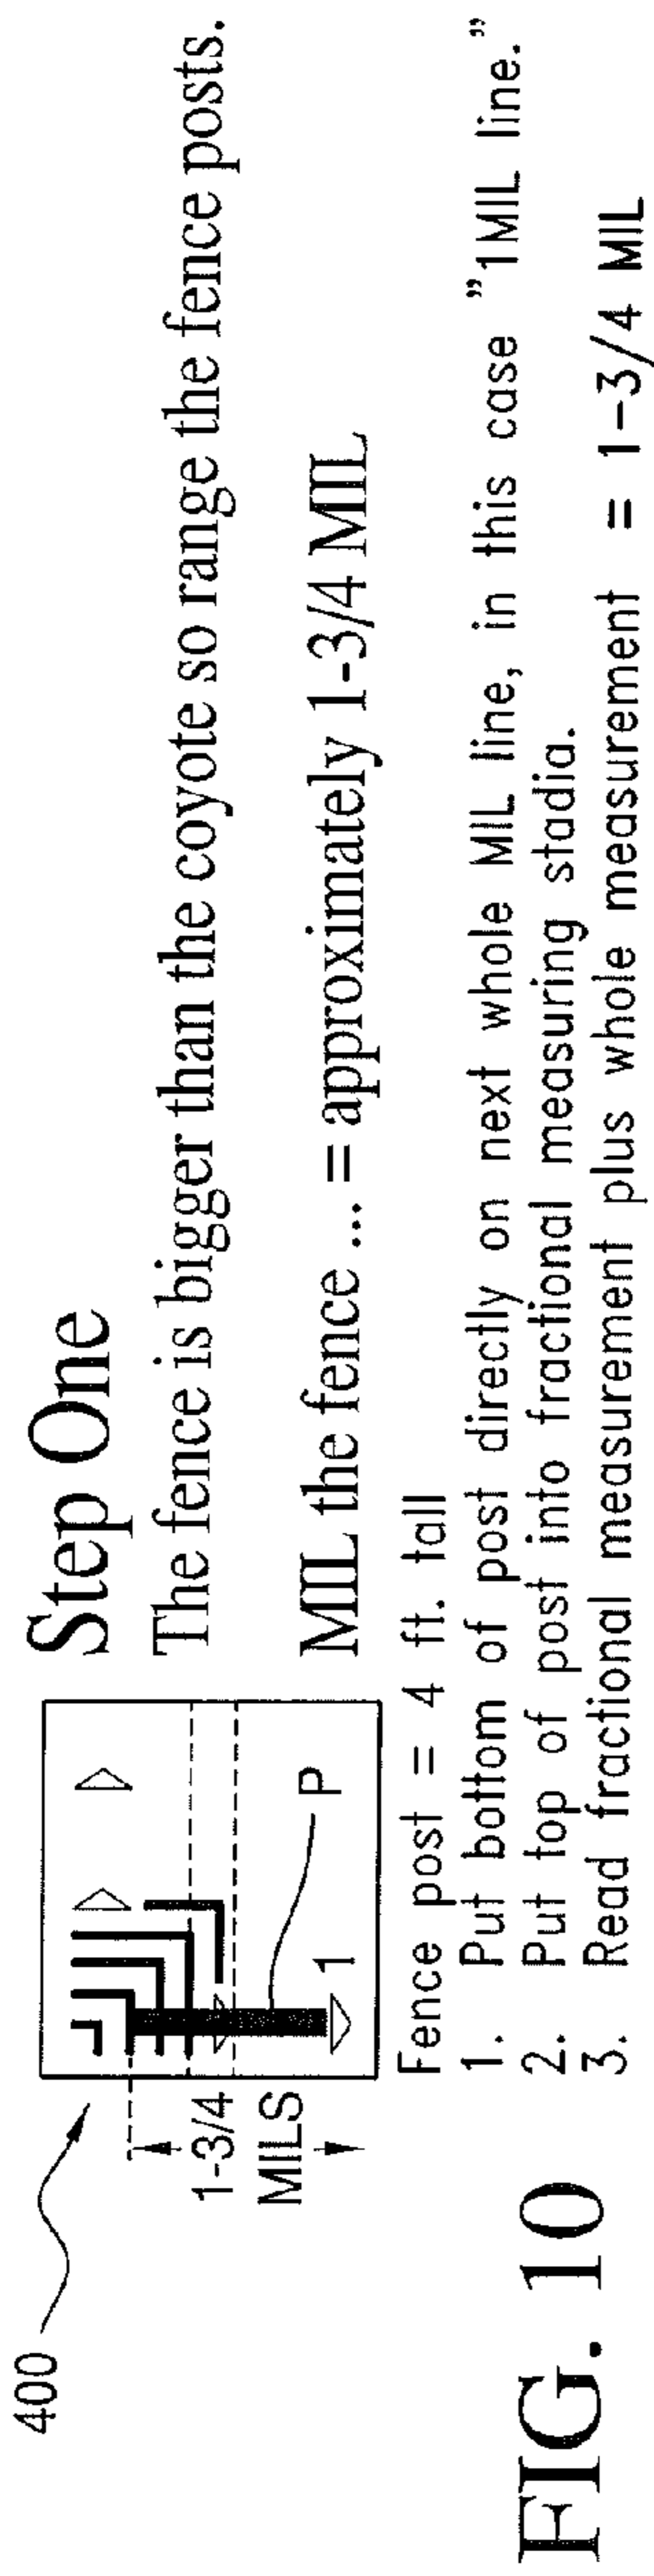 400
1-3/4
MILS
P
1
Step One
The fence is bigger than the coyote so range the fence posts.
MIL the fence ... = approximately 1-3/4 MIL
Fence post = 4 ft. tall
1. Put bottom of post directly on next whole MIL line, in this case "1MIL line."
2. Put top of post into fractional measuring stadia.
3. Read fractional measurement plus whole measurement = 1-3/4 MIL
FIG. 10